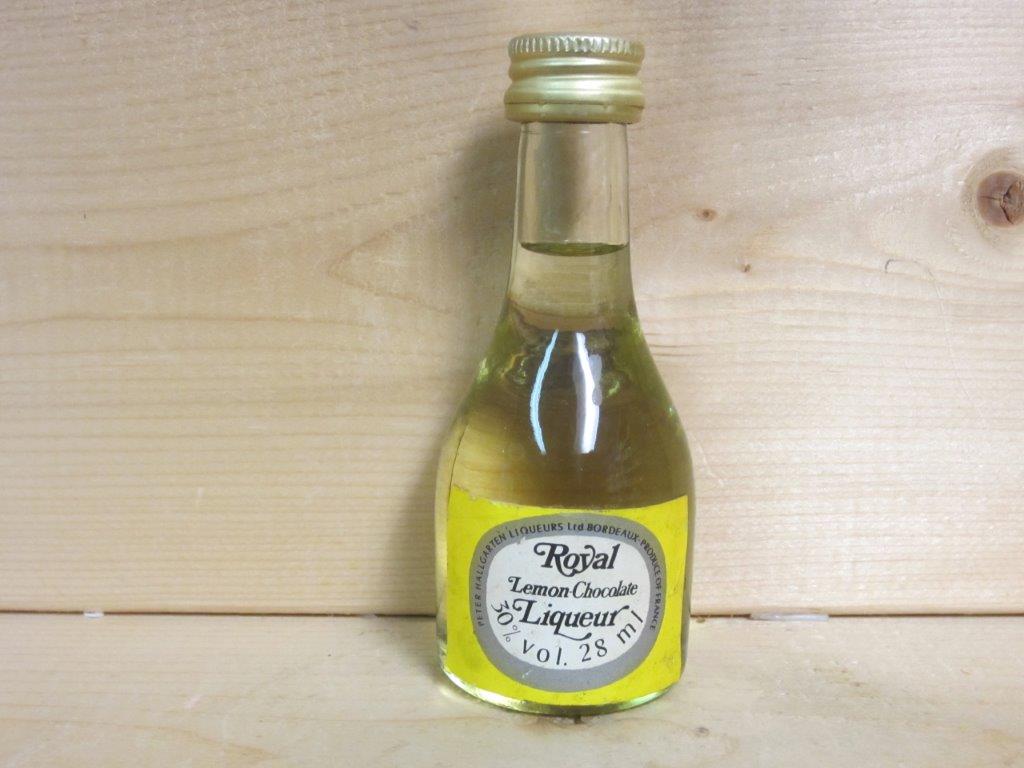 PETER HALLGARTEN LIQUEURS Ltd BORDEAUX·PRODUCE OF FRANCE
Royal
Lemon-Chocolate
Liqueur
30% vol. 28 ml